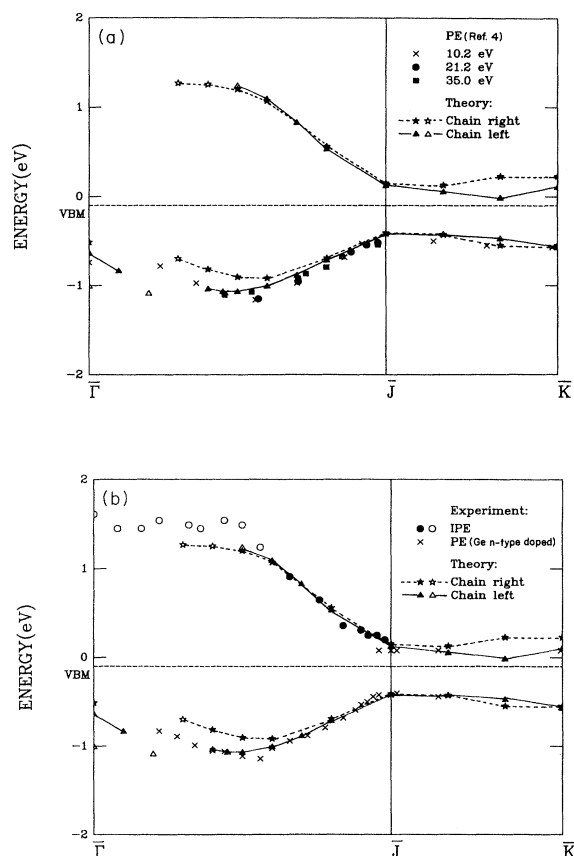 (a)
2
PE (Ref. 4)
× 10.2 eV
● 21.2 eV
■ 35.0 eV
Theory:
Chain right
Chain left
1
ENERGY(eV)
0
VBM
−1
−2
Γ̅
J̅
K̅
(b)
2
Experiment:
● ○ IPE
× PE (Ge n-type doped)
Theory:
Chain right
Chain left
1
ENERGY(eV)
0
VBM
−1
−2
Γ̅
J̅
K̅